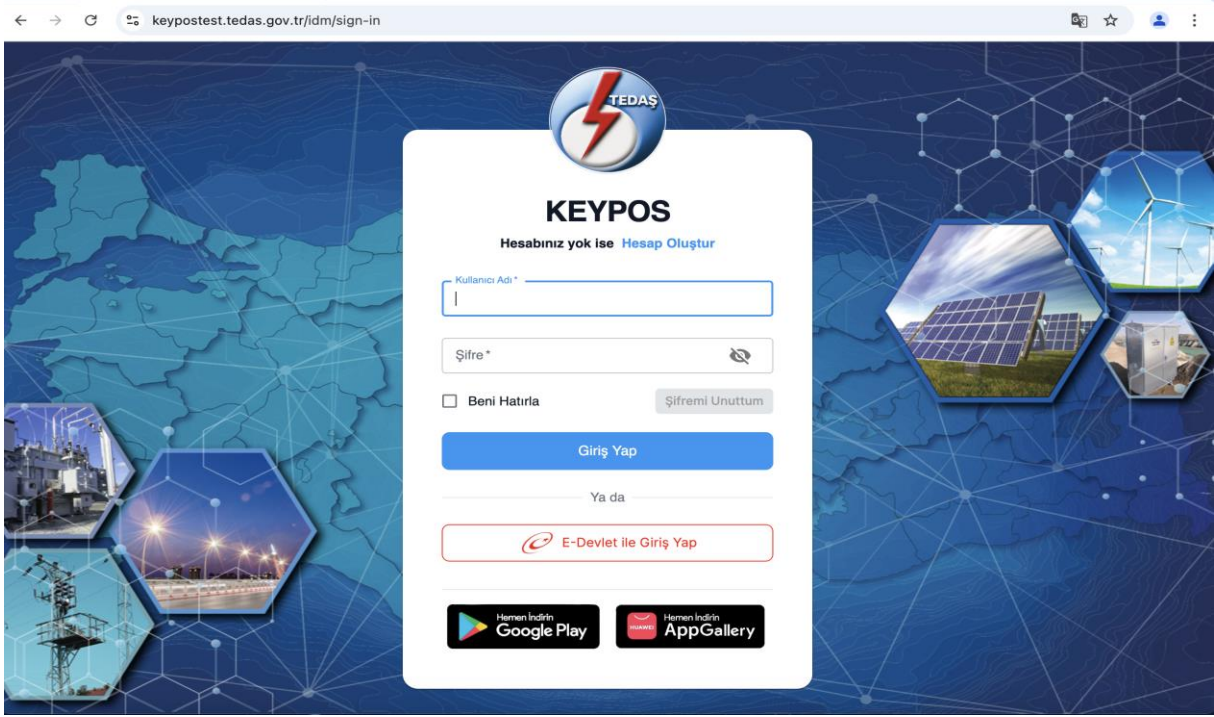 keypostest.tedas.gov.tr/idm/sign-in
TEDAŞ
KEYPOS
Hesabınız yok ise Hesap Oluştur
Kullanıcı Adı *
Şifre *
Beni Hatırla Şifremi Unuttum
Giriş Yap
Ya da
E-Devlet ile Giriş Yap
Hemen İndirin
Google Play
HUAWEI
Hemen İndirin
AppGallery